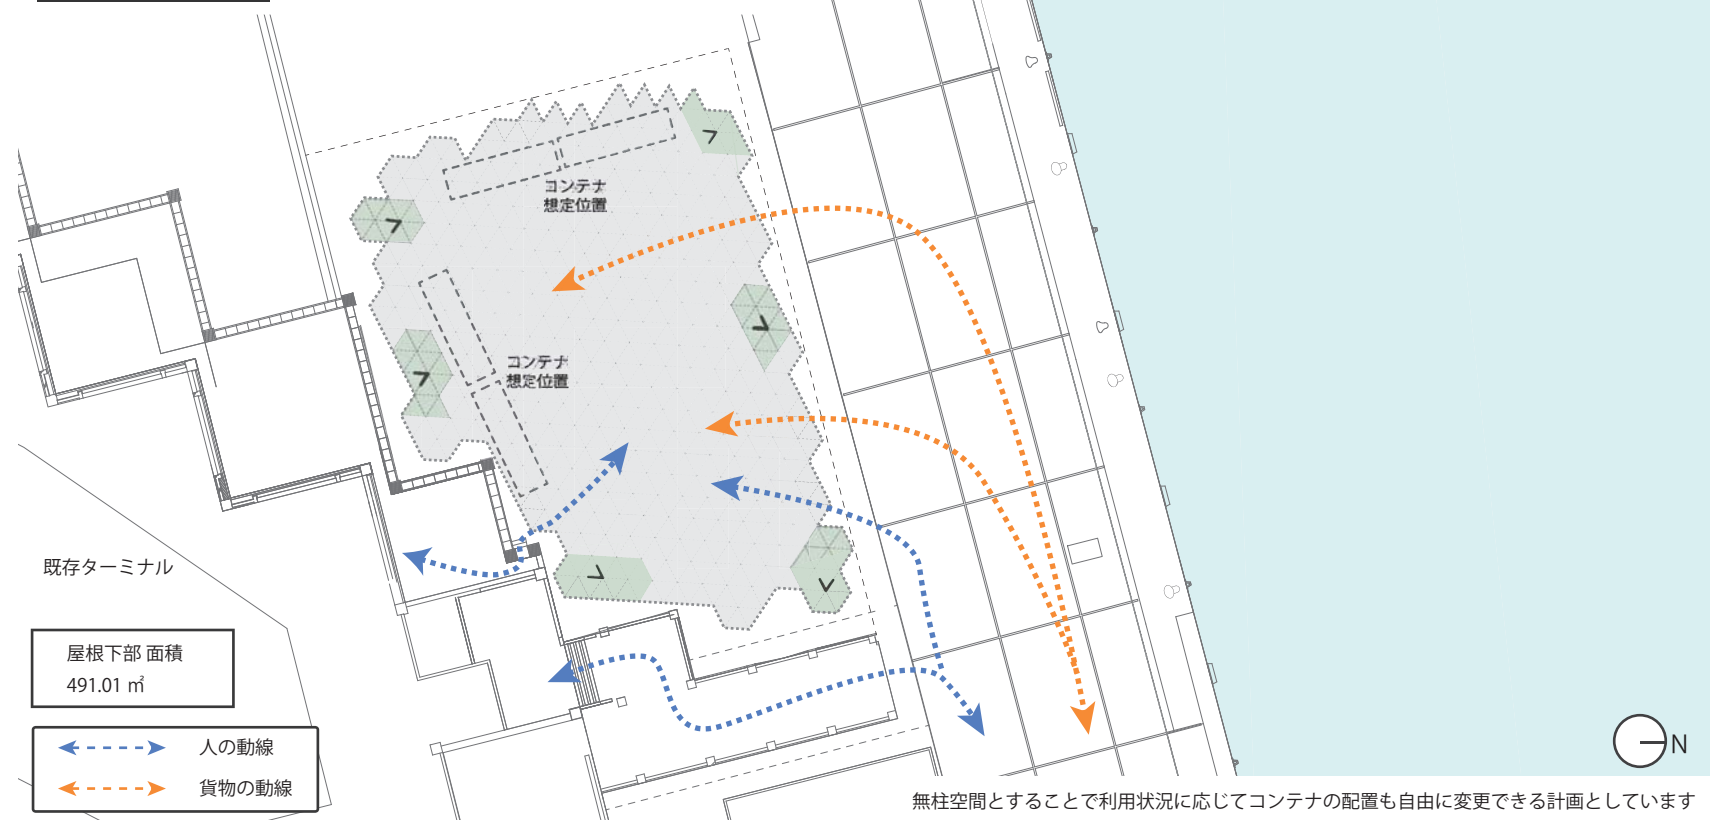 コンテナ
想定位置
コンテナ
想定位置
既存ターミナル
屋根下部 面積
491.01 ㎡
人の動線
貨物の動線
N
無柱空間とすることで利用状況に応じてコンテナの配置も自由に変更できる計画としています